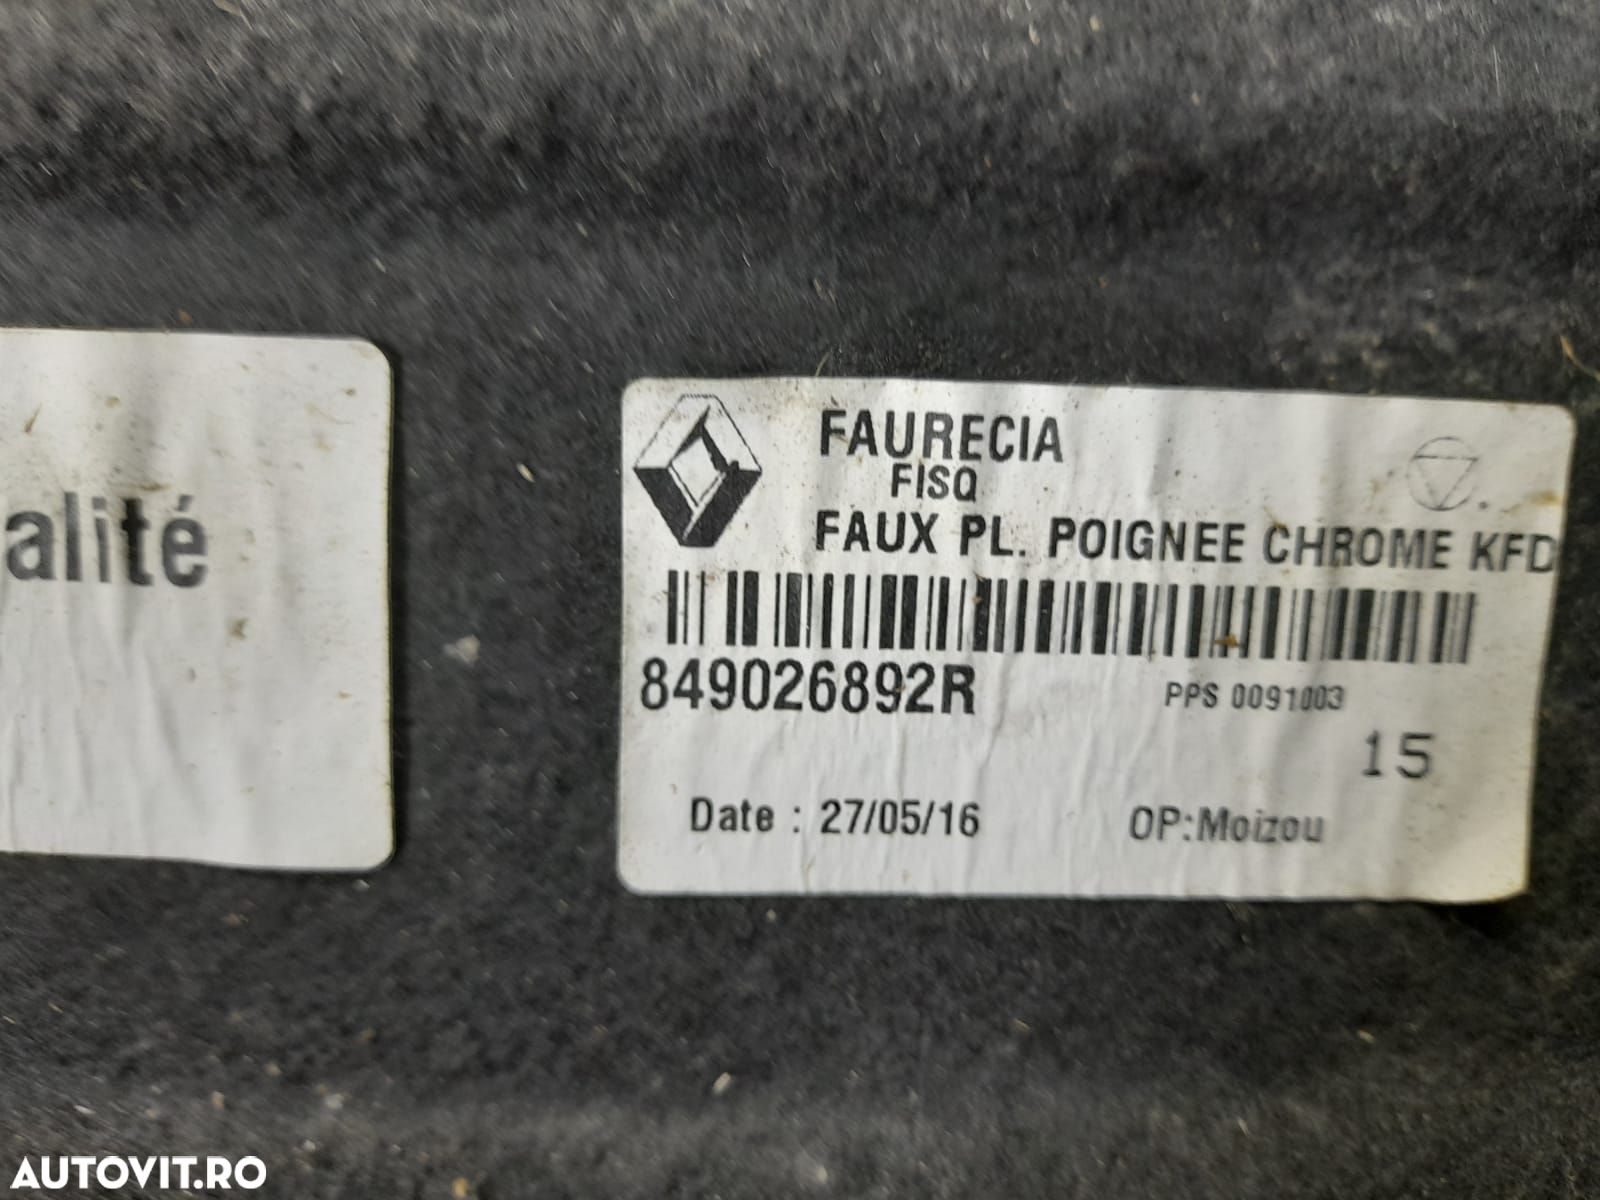 alité
FAURECIA
FISQ
FAUX PL. POIGNEE CHROME KFD
849026892R
PPS 0091003
15
Date : 27/05/16
OP:Moizou
AUTOVIT.RO